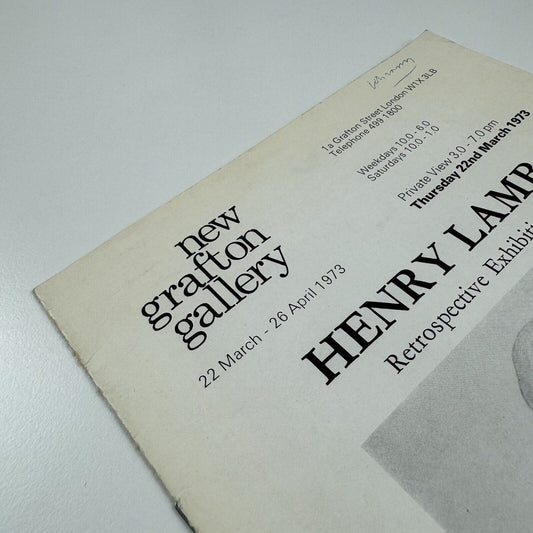 1a Grafton Street London W1X 3LB
Telephone 499 1800
Weekdays 10.0 - 6.0
Saturdays 10.0 - 1.0
Private View 3.0 - 7.0 pm
Thursday 22nd March 1973
new
grafton
gallery
22 March - 26 April 1973
HENRY LAMB
Retrospective Exhibiti